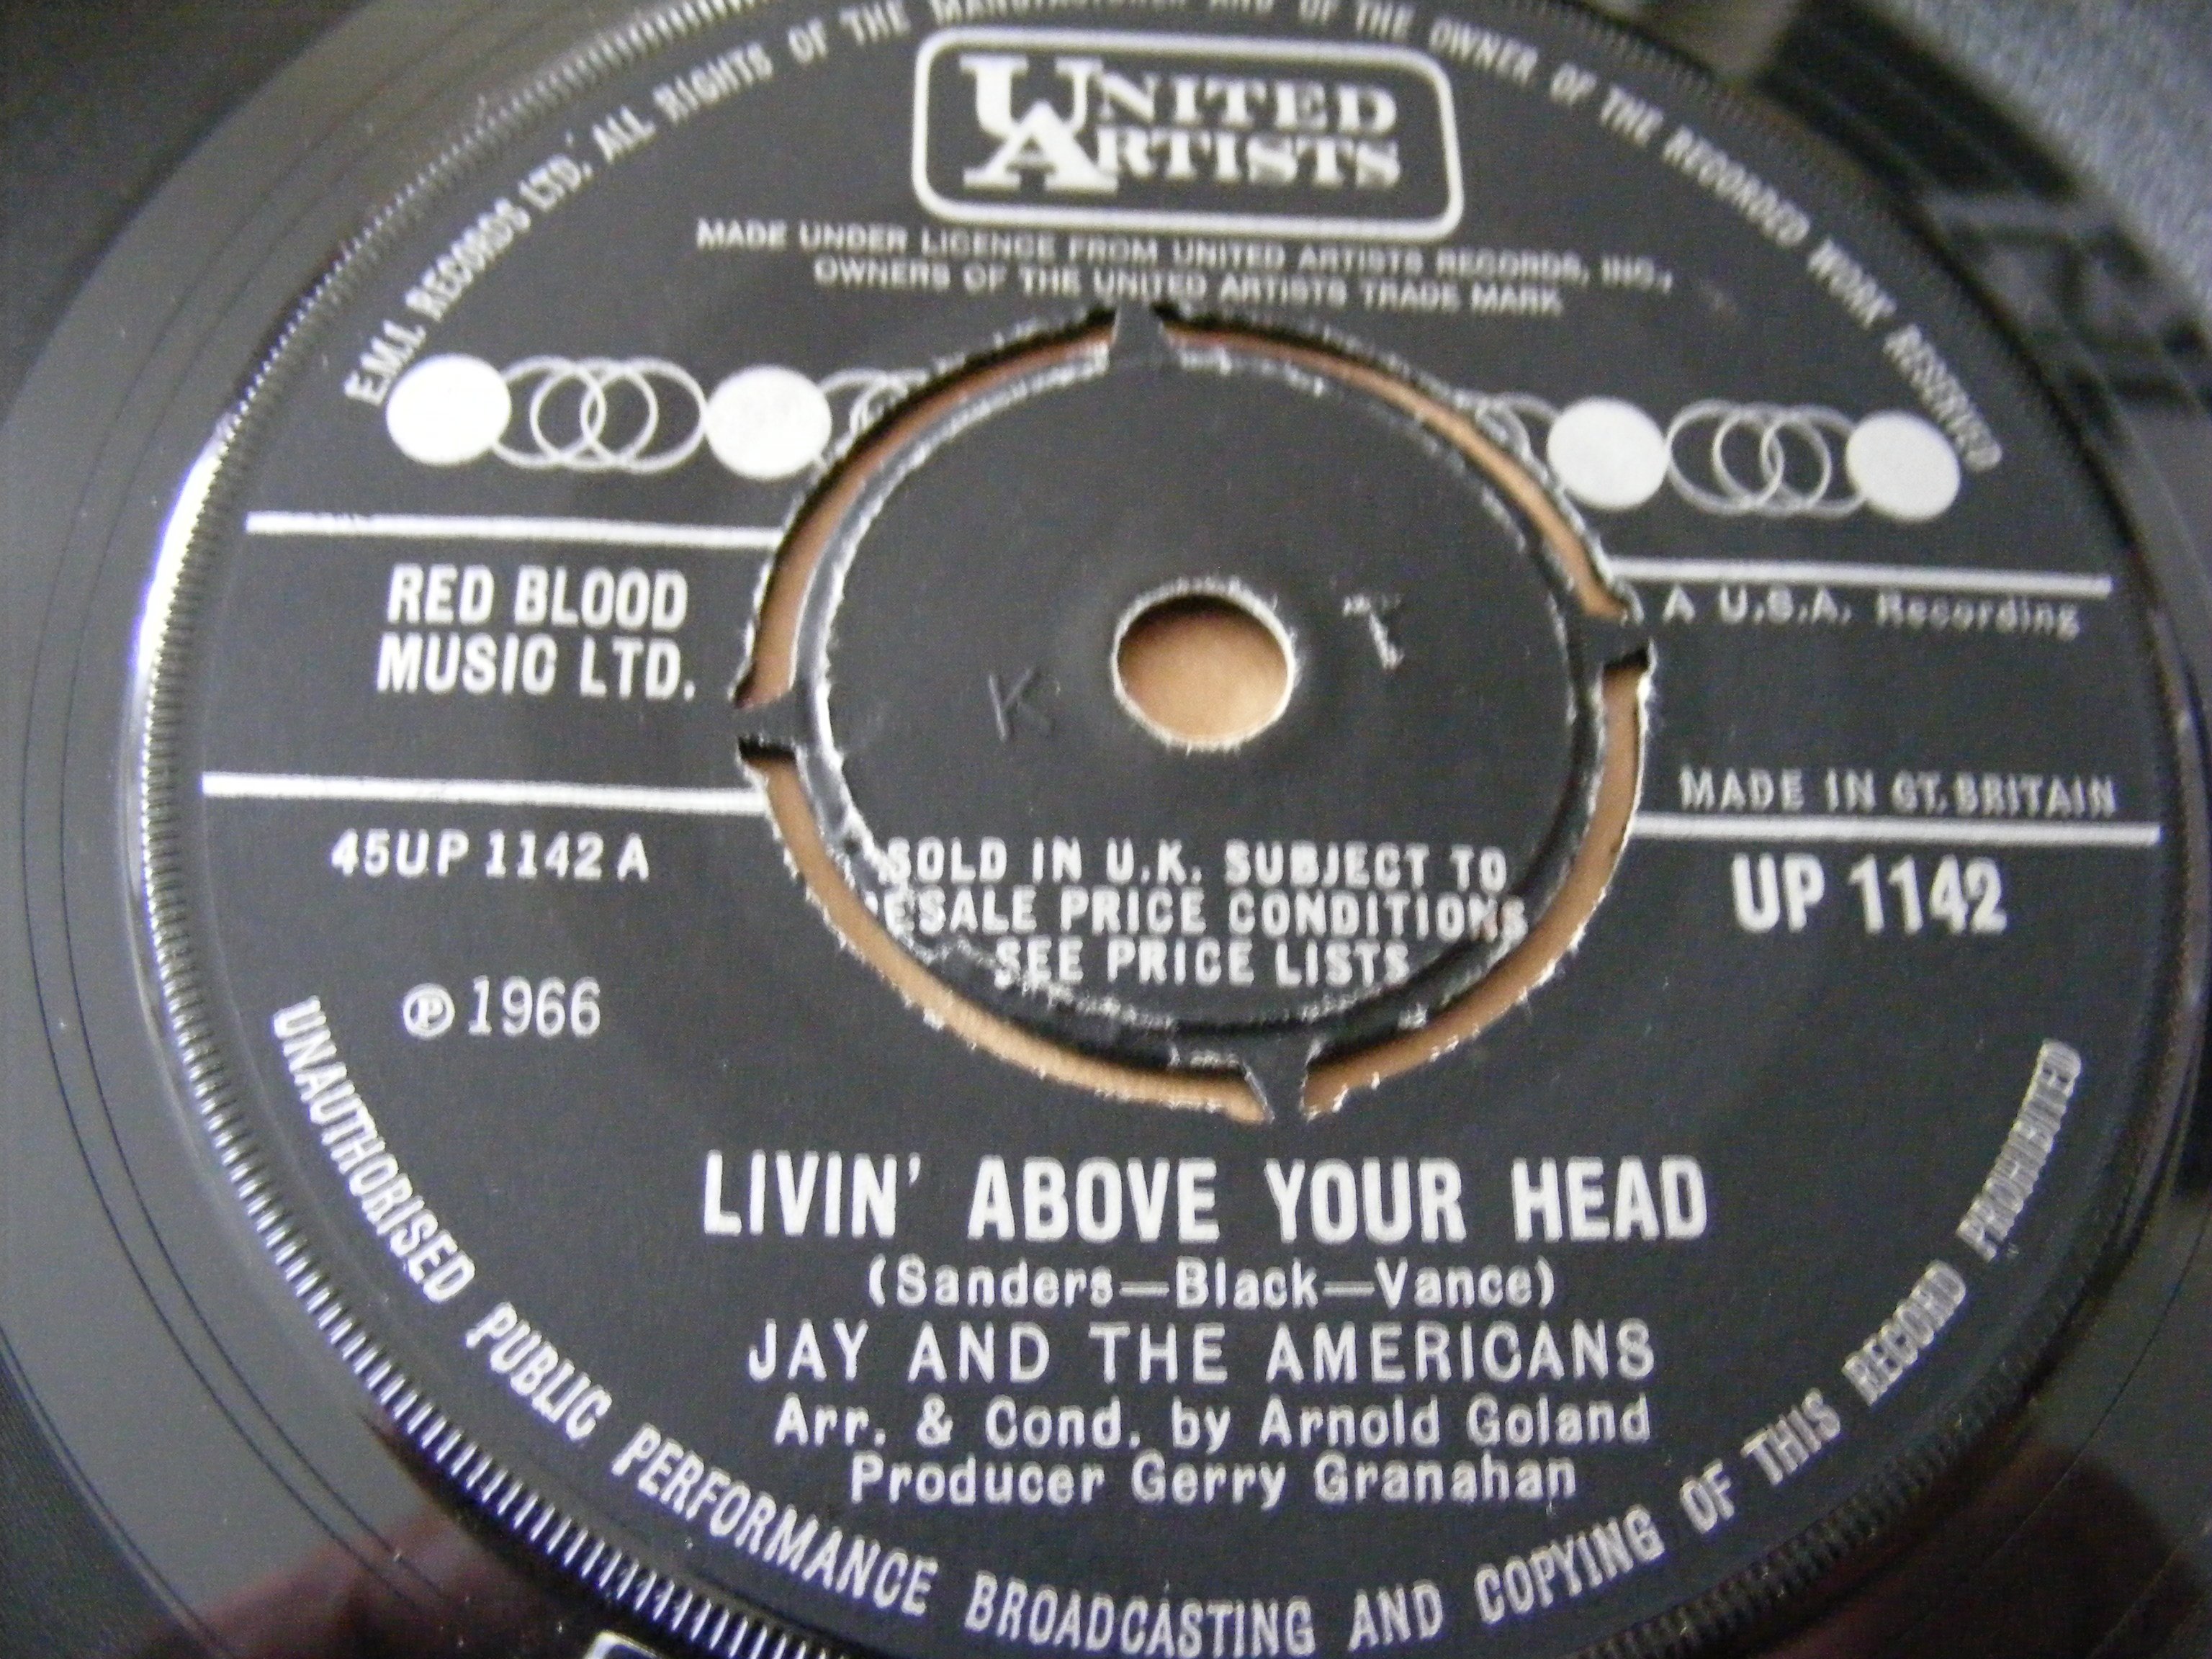 E.M.I. RECORDS LTD. ALL RIGHTS OF THE MANUFACTURER AND OF THE OWNER OF THE RECORDED WORK RESERVED
UNITED
ARTISTS
MADE UNDER LICENCE FROM UNITED ARTISTS RECORDS, INC.,
OWNERS OF THE UNITED ARTISTS TRADE MARK
RED BLOOD
MUSIC LTD.
A U.S.A. Recording
K T
MADE IN GT. BRITAIN
45UP 1142 A
UP 1142
SOLD IN U.K. SUBJECT TO
RESALE PRICE CONDITIONS
SEE PRICE LISTS
℗ 1966
LIVIN' ABOVE YOUR HEAD
(Sanders—Black—Vance)
JAY AND THE AMERICANS
Arr. & Cond. by Arnold Goland
Producer Gerry Granahan
UNAUTHORISED PUBLIC PERFORMANCE BROADCASTING AND COPYING OF THIS RECORD PROHIBITED